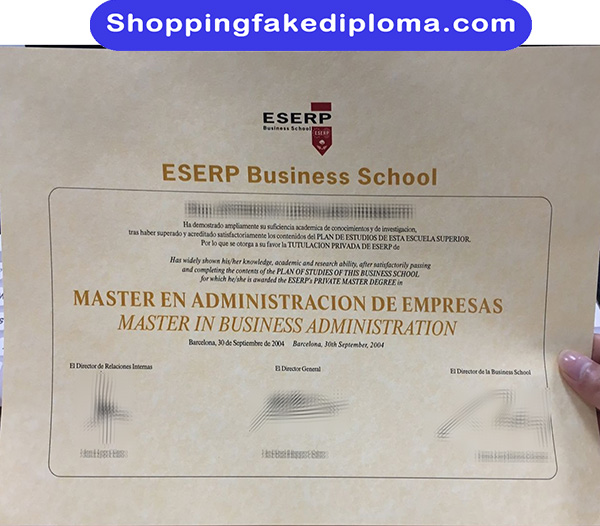 Shoppingfakediploma.com
ESERP
Business School
ESERP
ESERP Business School
Ha demostrado ampliamente su suficiencia academica de conocimientos y de investigacion,
tras haber superado y acreditado satisfactoriamente los contenidos del PLAN DE ESTUDIOS DE ESTA ESCUELA SUPERIOR.
Por lo que se otorga a su favor la TUTULACION PRIVADA DE ESERP de
Has widely shown his/her knowledge, academic and research ability, after satisfactorily passing
and completing the contents of the PLAN OF STUDIES OF THIS BUSINESS SCHOOL
for which he/she is awarded the ESERP's PRIVATE MASTER DEGREE in
MASTER EN ADMINISTRACION DE EMPRESAS
MASTER IN BUSINESS ADMINISTRATION
Barcelona, 30 de Septiembre de 2004 Barcelona, 30th September, 2004
El Director de Relaciones Internas El Director General El Director de la Business School